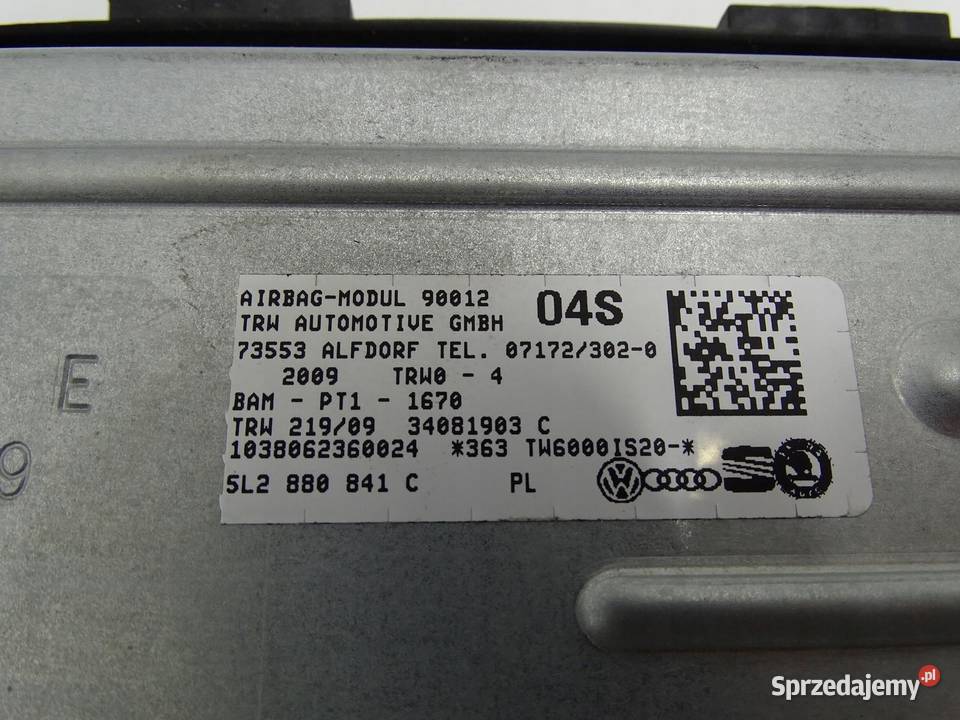 AIRBAG-MODUL 90012 04S
TRW AUTOMOTIVE GMBH
73553 ALFDORF TEL. 07172/302-0
2009 TRW0 - 4
BAM - PT1 - 1670
TRW 219/09 34081903 C
1038062360024 *363 TW6000IS20-*
5L2 880 841 C PL
E
9
Sprzedajemy.pl